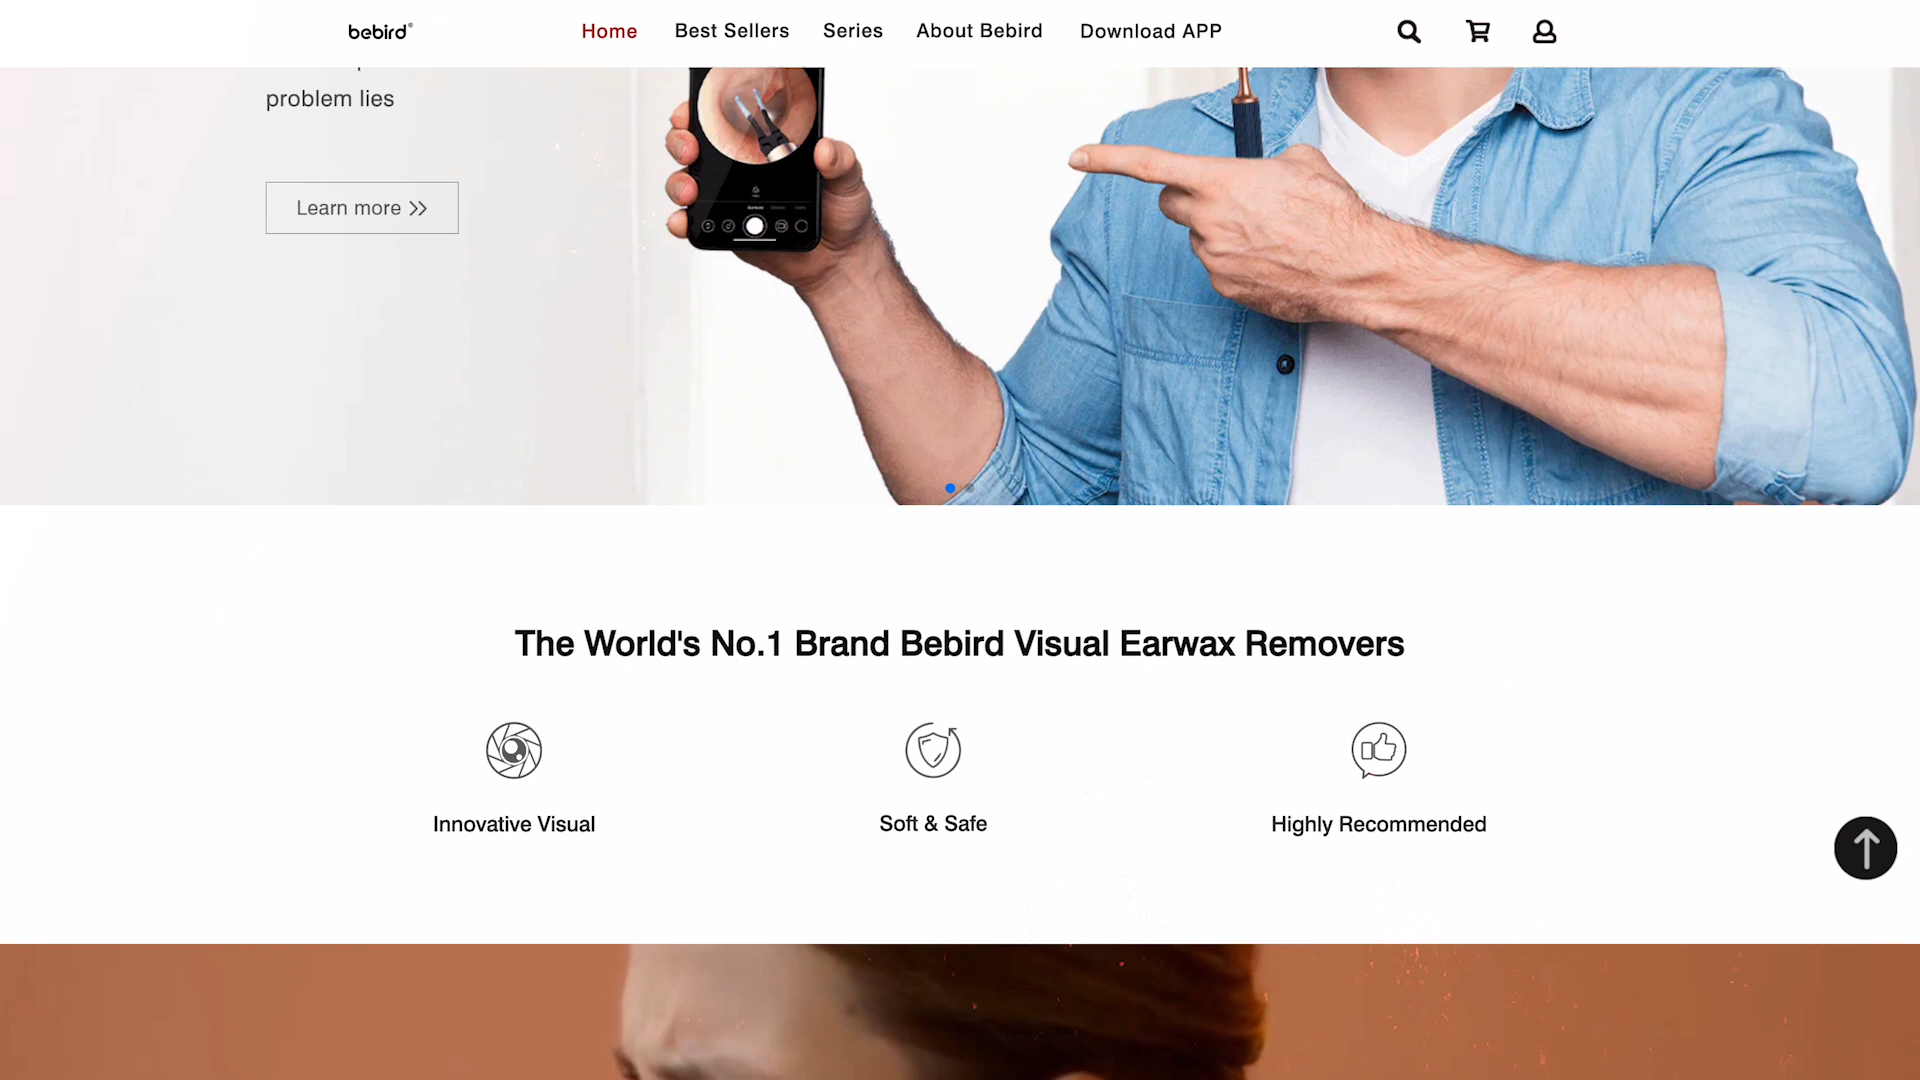 bebird®
Home
Best Sellers
Series
About Bebird
Download APP
problem lies
Learn more >>
The World's No.1 Brand Bebird Visual Earwax Removers
Innovative Visual
Soft & Safe
Highly Recommended